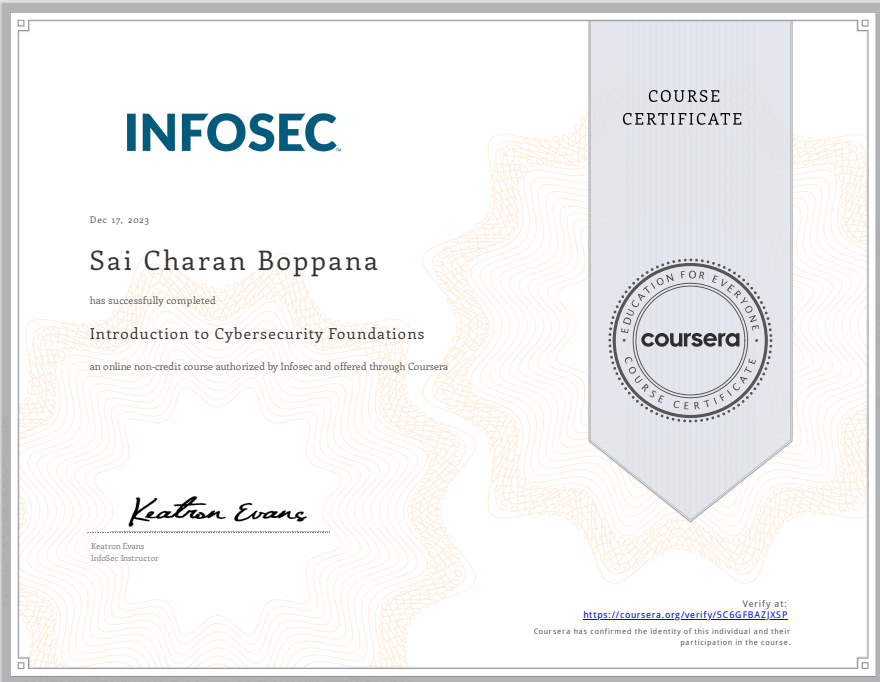 INFOSEC™
Dec 17, 2023
Sai Charan Boppana
has successfully completed
Introduction to Cybersecurity Foundations
an online non-credit course authorized by Infosec and offered through Coursera
Keatron Evans
Keatron Evans
InfoSec Instructor
COURSE
CERTIFICATE
EDUCATION FOR EVERYONE
coursera
COURSE CERTIFICATE
Verify at:
https://coursera.org/verify/5C6GFBAZJXSP
Coursera has confirmed the identity of this individual and their
participation in the course.